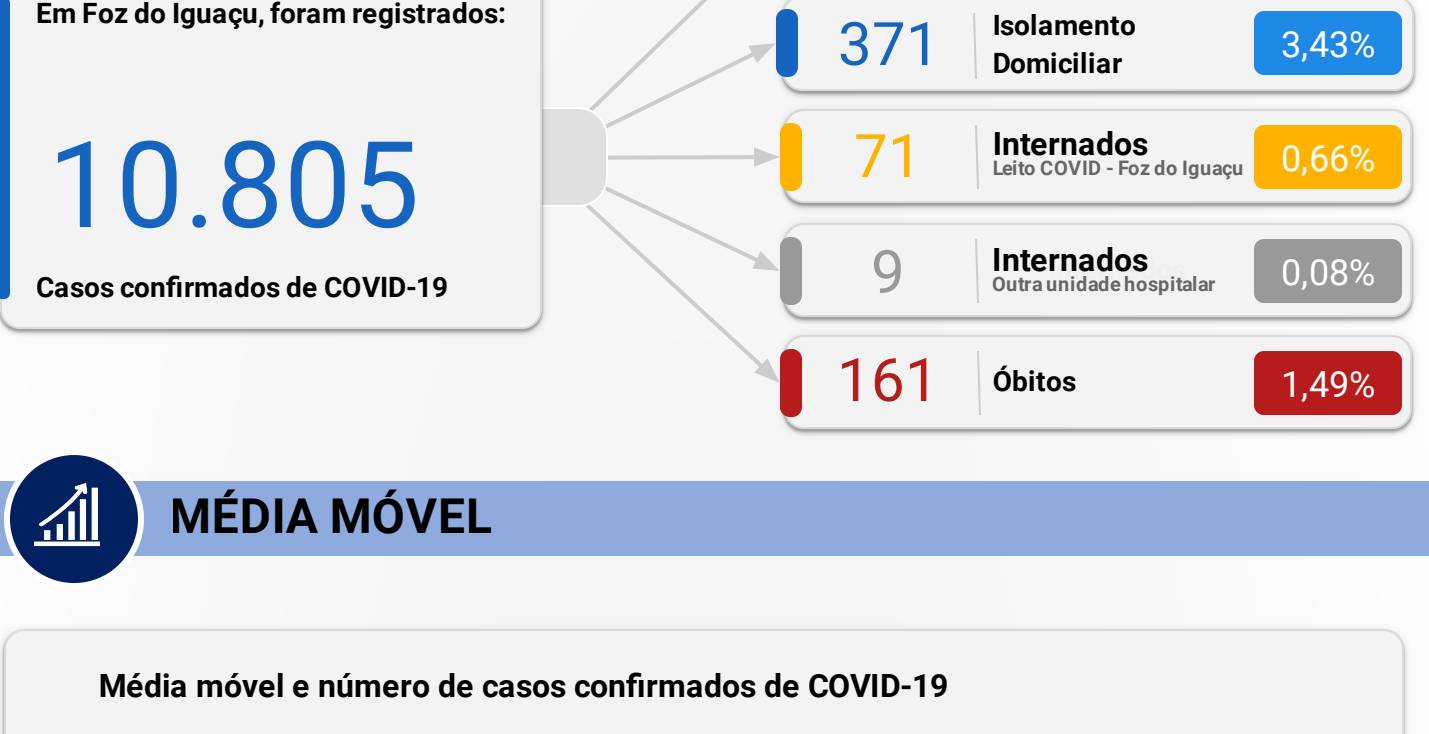 Em Foz do Iguaçu, foram registrados:
10.805
Casos confirmados de COVID-19
371
Isolamento
Domiciliar
3,43%
71
Internados
Leito COVID - Foz do Iguaçu
0,66%
9
Internados
Outra unidade hospitalar
0,08%
161
Óbitos
1,49%
MÉDIA MÓVEL
Média móvel e número de casos confirmados de COVID-19